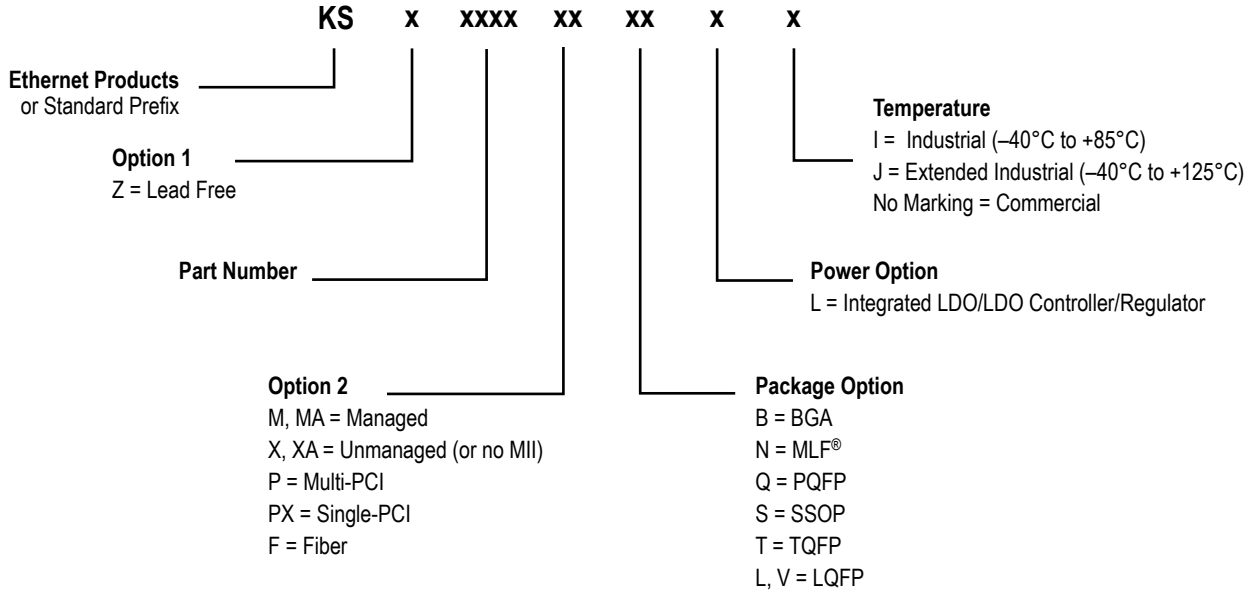 KS x xxxx xx xx x x
Ethernet Products
or Standard Prefix
Option 1
Z = Lead Free
Part Number
Option 2
M, MA = Managed
X, XA = Unmanaged (or no MII)
P = Multi-PCI
PX = Single-PCI
F = Fiber
Temperature
I = Industrial (–40°C to +85°C)
J = Extended Industrial (–40°C to +125°C)
No Marking = Commercial
Power Option
L = Integrated LDO/LDO Controller/Regulator
Package Option
B = BGA
N = MLF®
Q = PQFP
S = SSOP
T = TQFP
L, V = LQFP